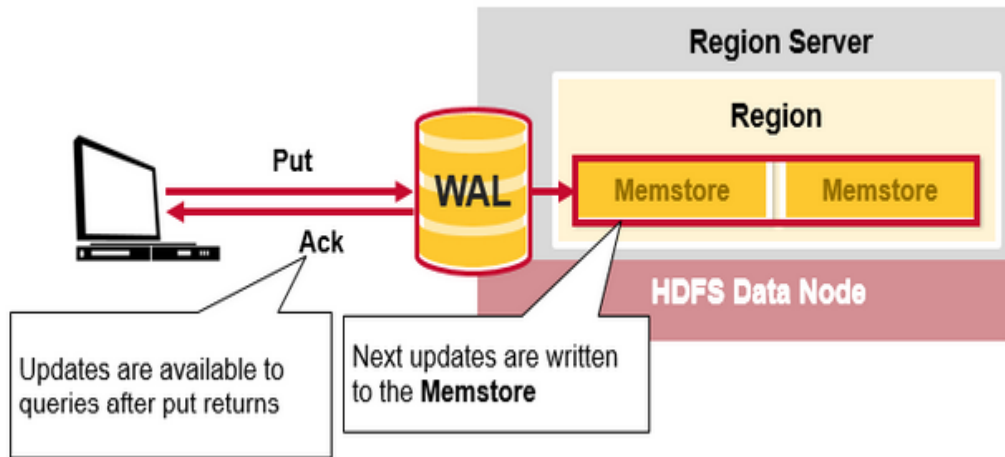 Region Server
Region
Put
WAL
Memstore
Memstore
Ack
HDFS Data Node
Updates are available to
queries after put returns
Next updates are written
to the Memstore